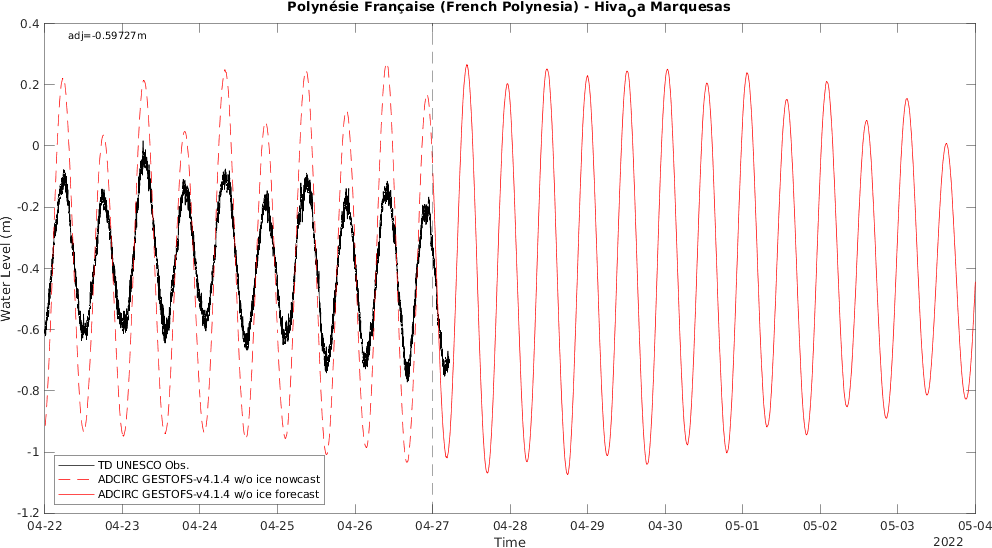 Polynésie Française (French Polynesia) - HivaOa Marquesas
adj=-0.59727m
0.4
0.2
0
-0.2
-0.4
-0.6
-0.8
-1
-1.2
Water Level (m)
TD UNESCO Obs.
ADCIRC GESTOFS-v4.1.4 w/o ice nowcast
ADCIRC GESTOFS-v4.1.4 w/o ice forecast
04-22 04-23 04-24 04-25 04-26 04-27 04-28 04-29 04-30 05-01 05-02 05-03 05-04
Time
2022